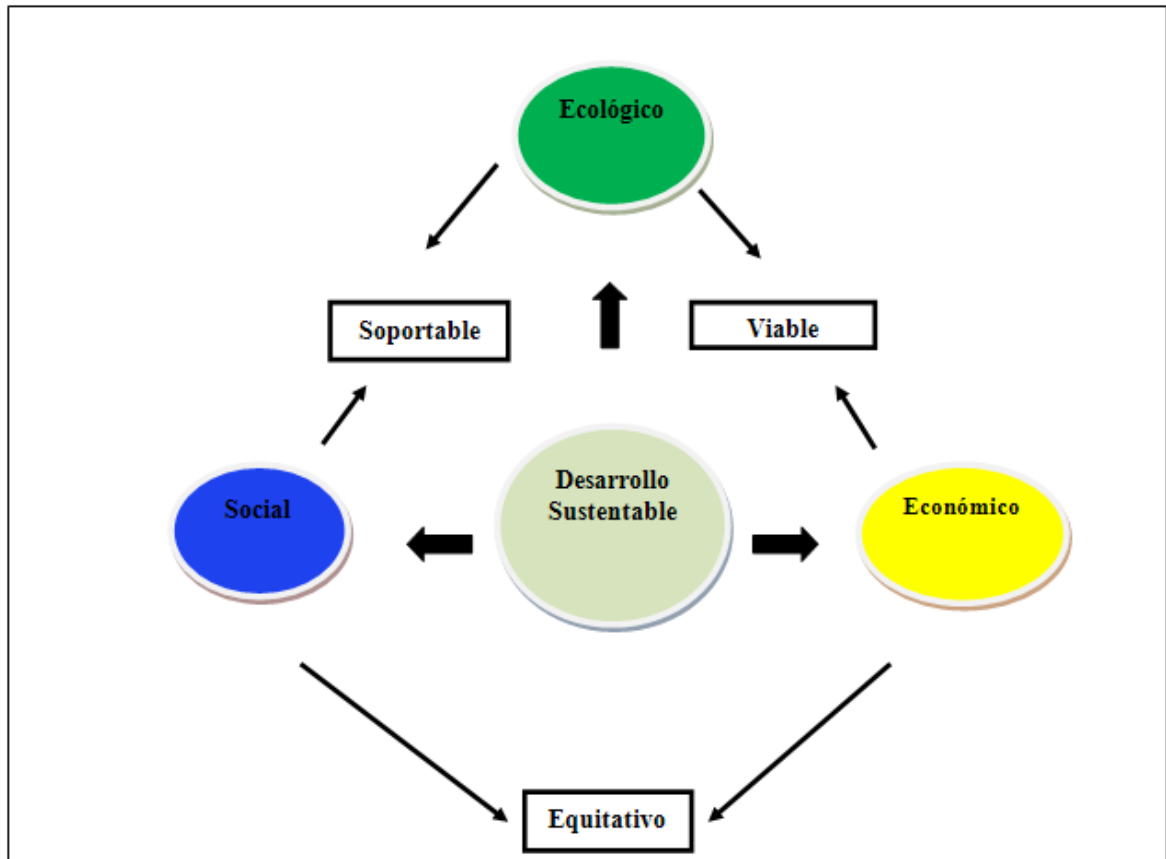 Ecológico
Soportable
Viable
Social
Desarrollo
Sustentable
Económico
Equitativo